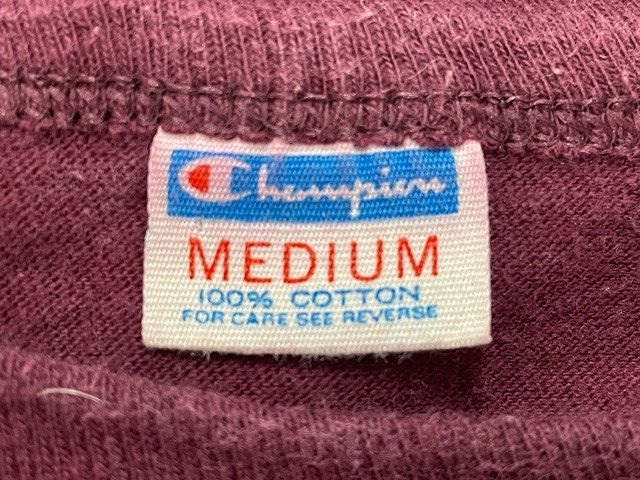 Champion
MEDIUM
100% COTTON
FOR CARE SEE REVERSE